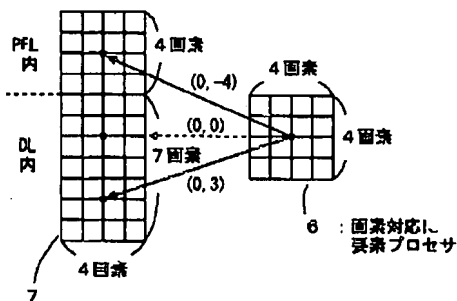 PFL
内
4画素
(0,-4)
4画素
(0,0)
4画素
DL
内
7画素
(0,3)
6 : 画素対応に
要素プロセサ
4画素
7